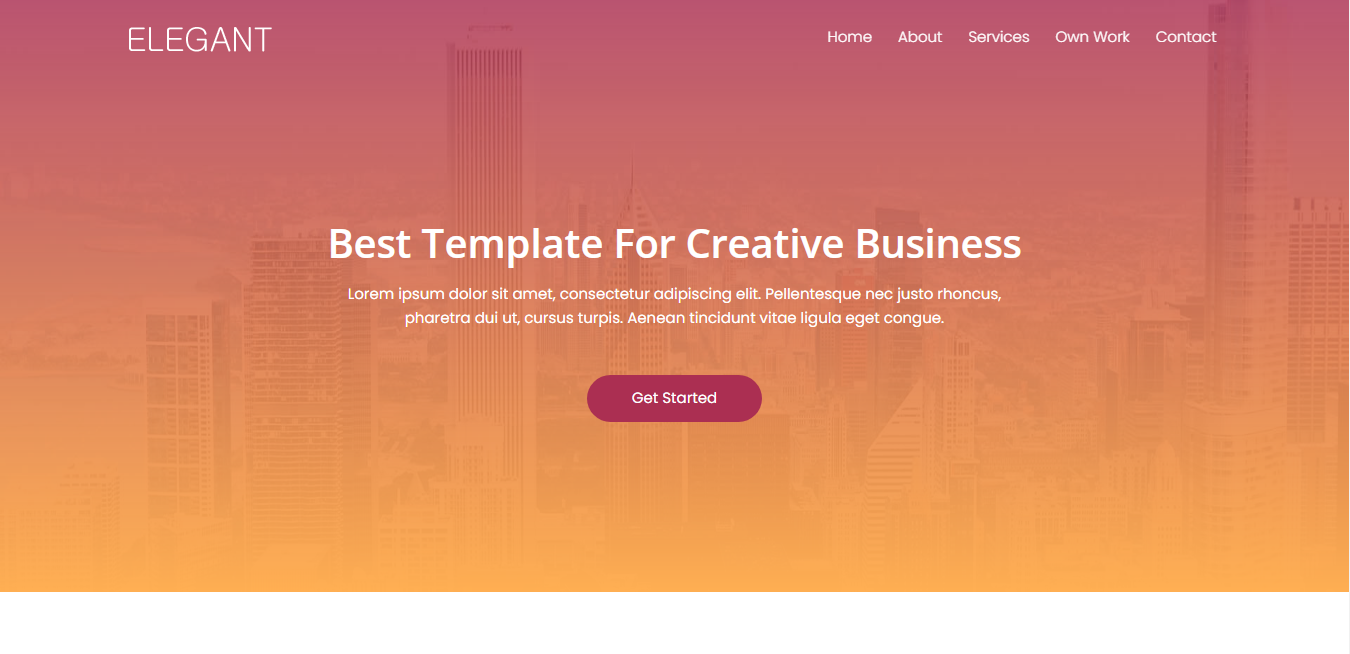 ELEGANT
Home About Services Own Work Contact
Best Template For Creative Business
Lorem ipsum dolor sit amet, consectetur adipiscing elit. Pellentesque nec justo rhoncus,
pharetra dui ut, cursus turpis. Aenean tincidunt vitae ligula eget congue.
Get Started